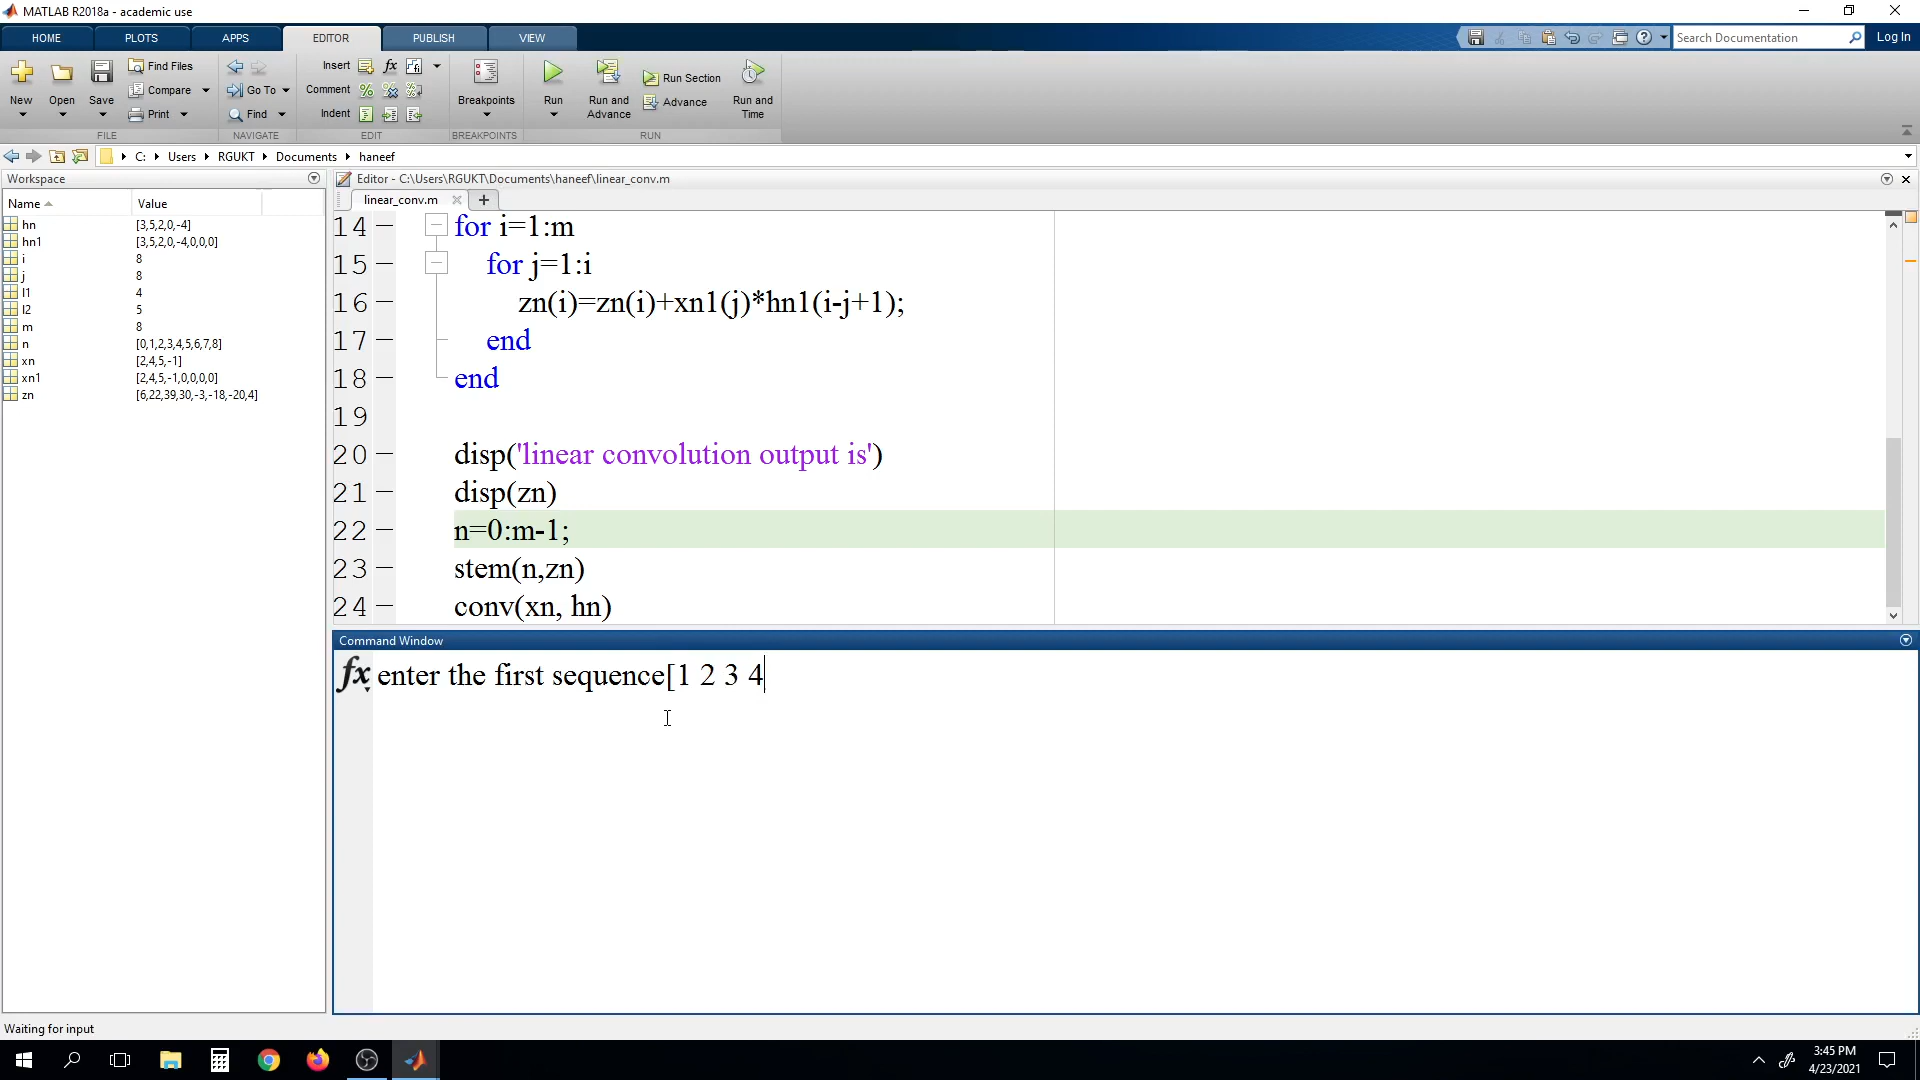 MATLAB R2018a - academic use
HOME PLOTS APPS EDITOR PUBLISH VIEW Search Documentation Log In
New Open Save Find Files Compare Print Go To Find Insert fx Comment Indent Breakpoints Run Run and Advance Run Section Advance Run and Time
FILE NAVIGATE EDIT BREAKPOINTS RUN
C: Users RGUKT Documents haneef
Workspace
Name Value
hn [3,5,2,0,-4]
hn1 [3,5,2,0,-4,0,0,0]
i 8
j 8
l1 4
l2 5
m 8
n [0,1,2,3,4,5,6,7,8]
xn [2,4,5,-1]
xn1 [2,4,5,-1,0,0,0,0]
zn [6,22,39,30,-3,-18,-20,4]
Editor - C:\Users\RGUKT\Documents\haneef\linear_conv.m
linear_conv.m
14 for i=1:m
15 for j=1:i
16 zn(i)=zn(i)+xn1(j)*hn1(i-j+1);
17 end
18 end
19
20 disp('linear convolution output is')
21 disp(zn)
22 n=0:m-1;
23 stem(n,zn)
24 conv(xn, hn)
Command Window
fx enter the first sequence[1 2 3 4
Waiting for input
3:45 PM
4/23/2021